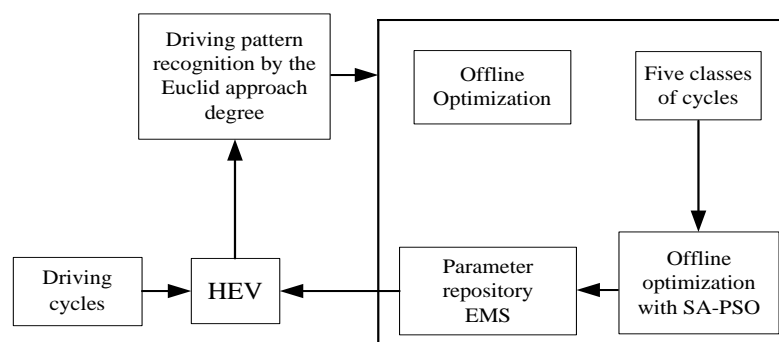 Driving pattern
recognition by the
Euclid approach
degree
Offline
Optimization
Five classes
of cycles
Driving
cycles
HEV
Parameter
repository
EMS
Offline
optimization
with SA-PSO